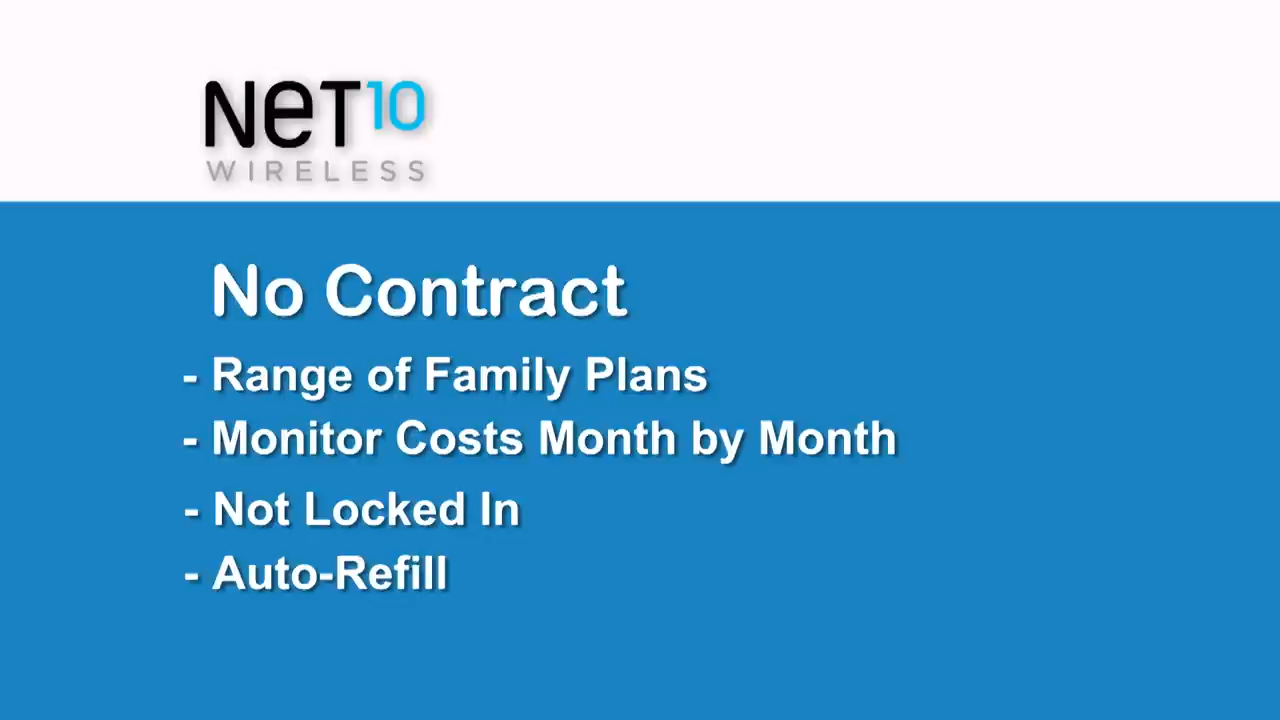 NET10
WIRELESS
No Contract
- Range of Family Plans
- Monitor Costs Month by Month
- Not Locked In
- Auto-Refill